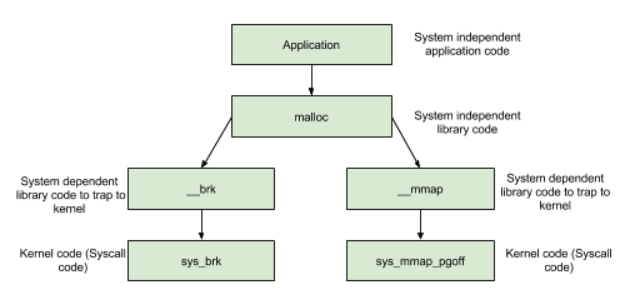 Application
System independent
application code
malloc
System independent
library code
System dependent
library code to trap to
kernel
__brk
__mmap
System dependent
library code to trap to
kernel
Kernel code (Syscall
code)
sys_brk
sys_mmap_pgoff
Kernel code (Syscall
code)